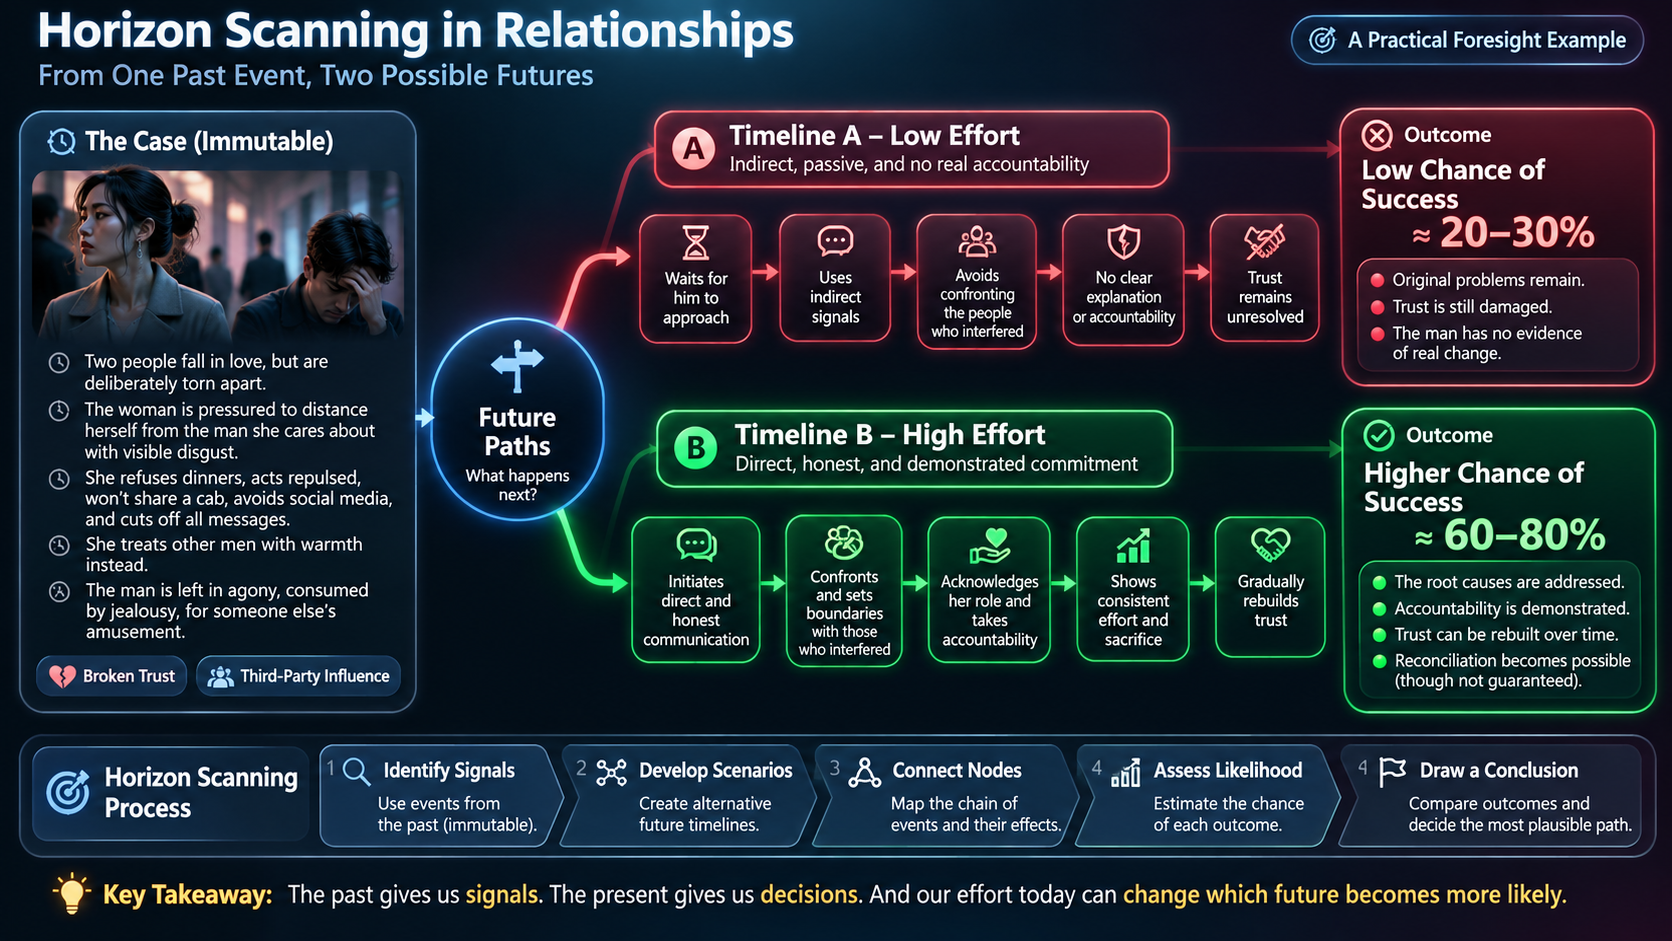 Horizon Scanning in Relationships
From One Past Event, Two Possible Futures
A Practical Foresight Example
The Case (Immutable)
Two people fall in love, but are
deliberately torn apart.
The woman is pressured to distance
herself from the man she cares about
with visible disgust.
She refuses dinners, acts repulsed,
won't share a cab, avoids social media,
and cuts off all messages.
She treats other men with warmth
instead.
The man is left in agony, consumed
by jealousy, for someone else's
amusement.
Broken Trust
Third-Party Influence
Future
Paths
What happens
next?
A
Timeline A – Low Effort
Indirect, passive, and no real accountability
Waits for
him to
approach
Uses
indirect
signals
Avoids
confronting
the people
who interfered
No clear
explanation
or accountability
Trust
remains
unresolved
Outcome
Low Chance of
Success
≈ 20–30%
Original problems remain.
Trust is still damaged.
The man has no evidence
of real change.
B
Timeline B – High Effort
Dirrect, honest, and demonstrated commitment
Initiates
direct and
honest
communication
Confronts
and sets
boundaries
with those
who interfered
Acknowledges
her role and
takes
accountability
Shows
consistent
effort and
sacrifice
Gradually
rebuilds
trust
Outcome
Higher Chance of
Success
≈ 60–80%
The root causes are addressed.
Accountability is demonstrated.
Trust can be rebuilt over time.
Reconciliation becomes possible
(though not guaranteed).
Horizon Scanning
Process
1 Identify Signals
Use events from
the past (immutable).
2 Develop Scenarios
Create alternative
future timelines.
3 Connect Nodes
Map the chain of
events and their effects.
4 Assess Likelihood
Estimate the chance
of each outcome.
4 Draw a Conclusion
Compare outcomes and
decide the most plausible path.
Key Takeaway: The past gives us signals. The present gives us decisions. And our effort today can change which future becomes more likely.